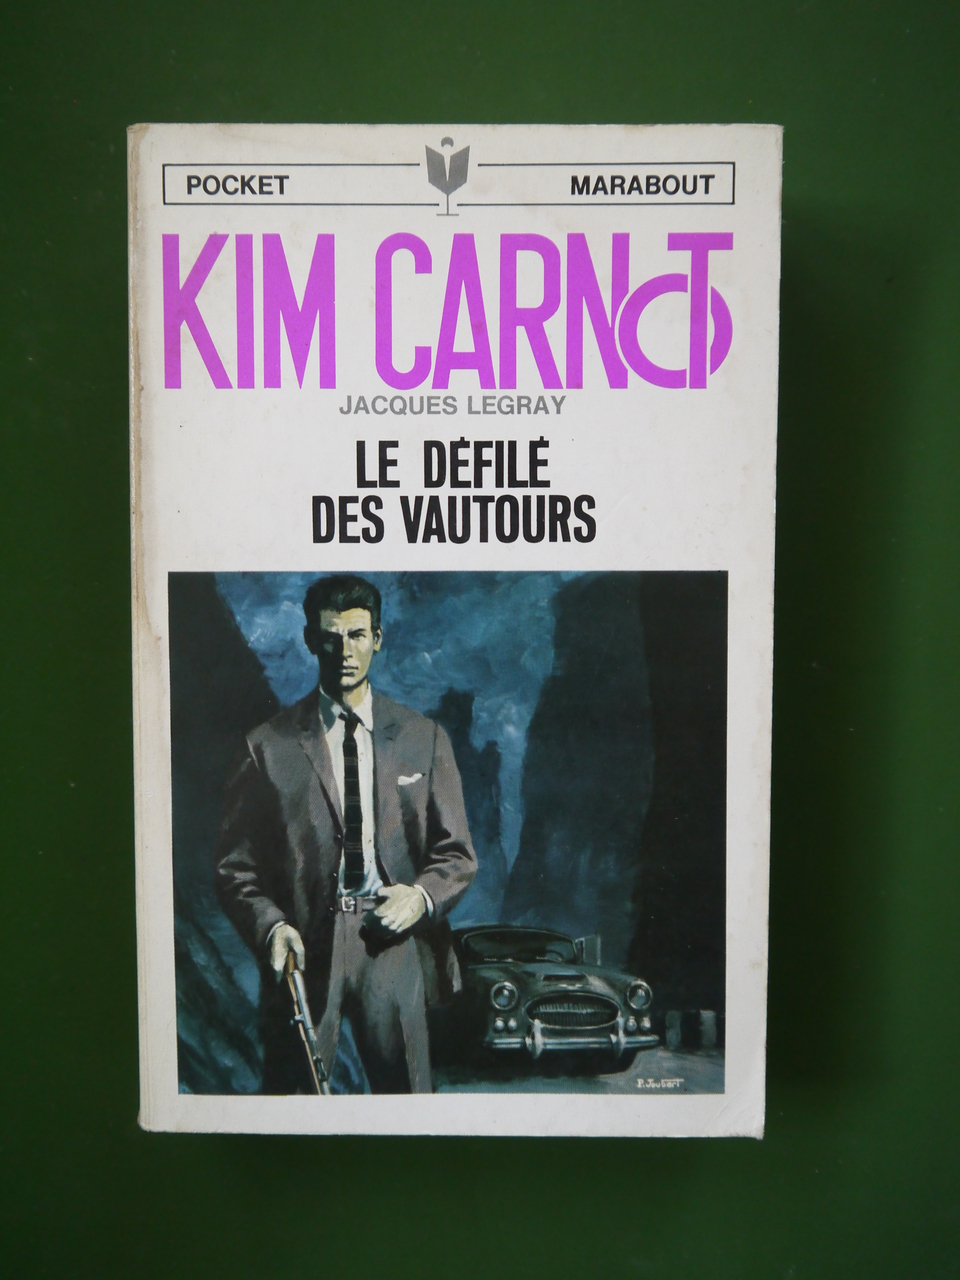 POCKET MARABOUT
KIM CARNOT
JACQUES LEGRAY
LE DÉFILÉ
DES VAUTOURS
P. Joubert